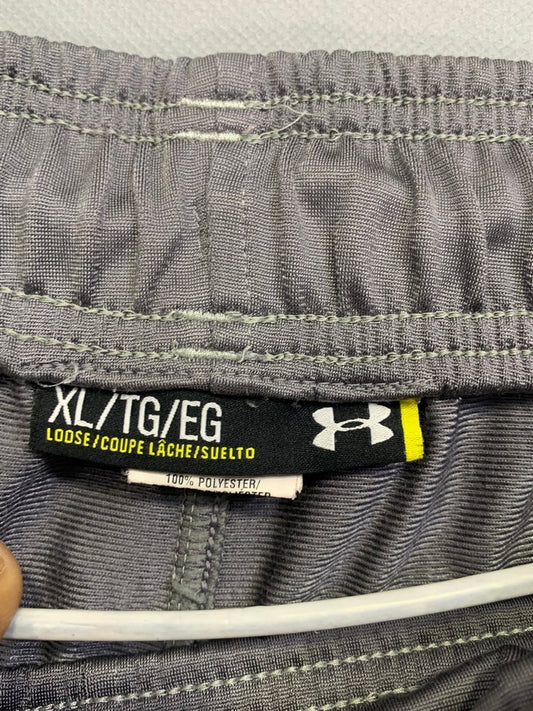 XL/TG/EG
LOOSE/COUPE LÂCHE/SUELTO
100% POLYESTER/